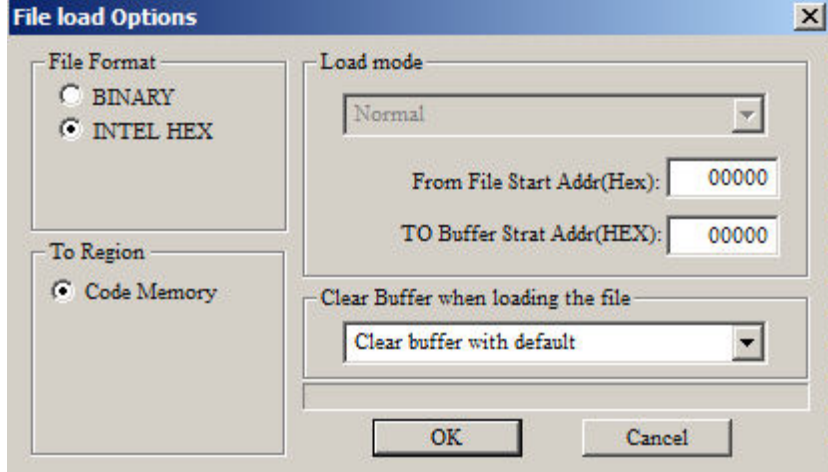 File load Options
File Format
BINARY
INTEL HEX
To Region
Code Memory
Load mode
Normal
From File Start Addr(Hex): 00000
TO Buffer Strat Addr(HEX): 00000
Clear Buffer when loading the file
Clear buffer with default
OK Cancel